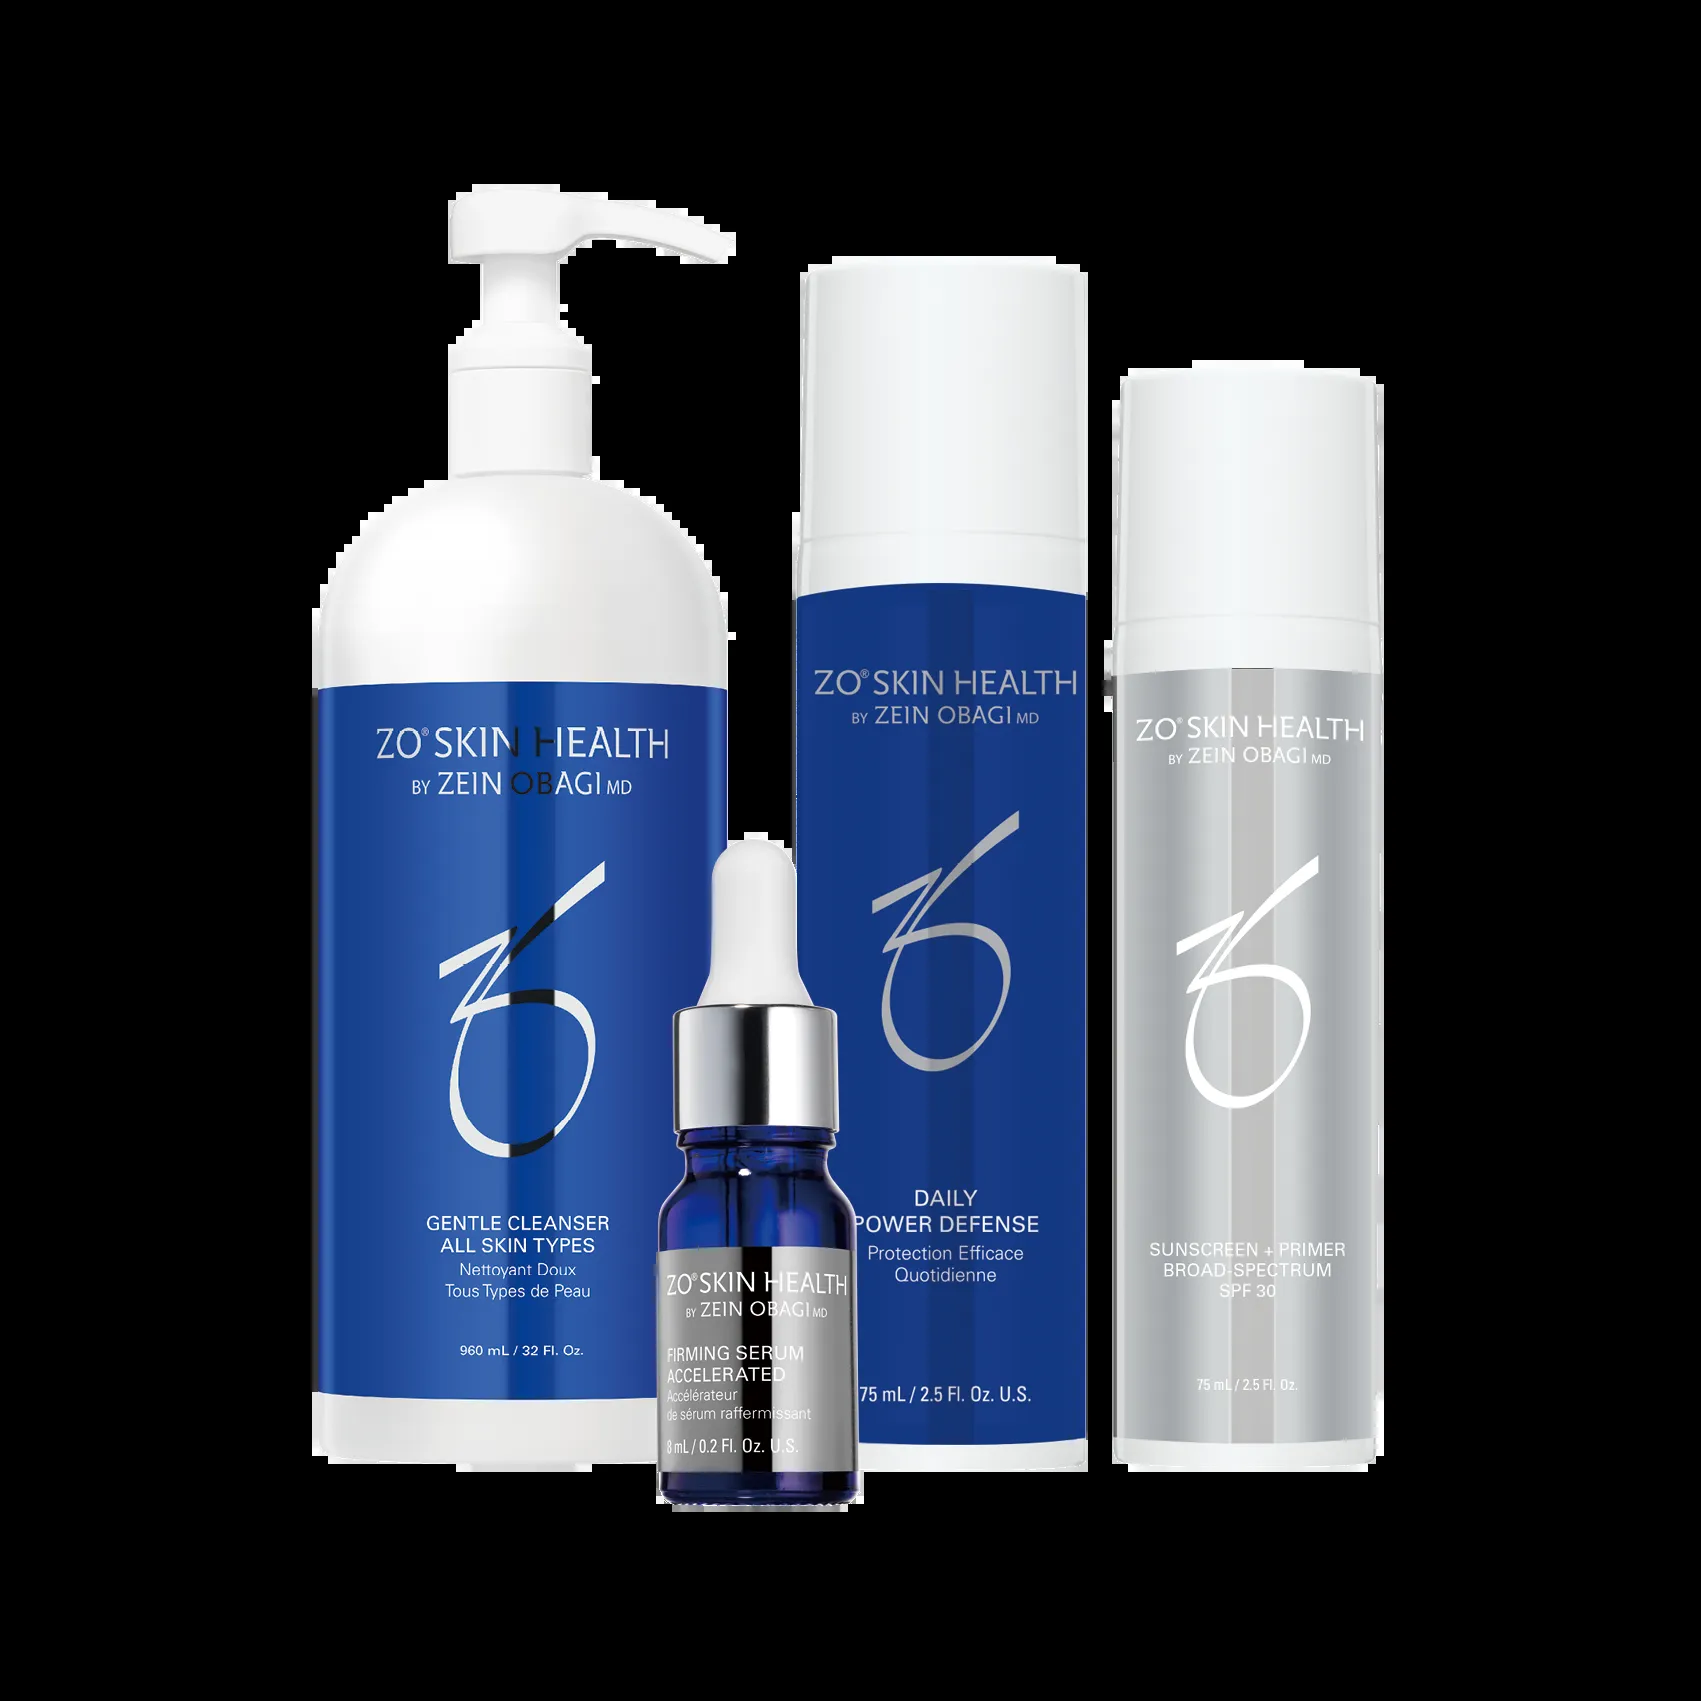 ZO® SKIN HEALTH
BY ZEIN OBAGI MD
GENTLE CLEANSER
ALL SKIN TYPES
Nettoyant Doux
Tous Types de Peau
960 mL / 32 Fl. Oz.
ZO® SKIN HEALTH
BY ZEIN OBAGI MD
FIRMING SERUM
ACCELERATED
Accélérateur
de sérum raffermissant
8 mL / 0.2 Fl. Oz. U.S.
ZO® SKIN HEALTH
BY ZEIN OBAGI MD
DAILY
POWER DEFENSE
Protection Efficace
Quotidienne
75 mL / 2.5 Fl. Oz. U.S.
ZO® SKIN HEALTH
BY ZEIN OBAGI MD
SUNSCREEN + PRIMER
BROAD-SPECTRUM
SPF 30
75 mL / 2.5 Fl. Oz.